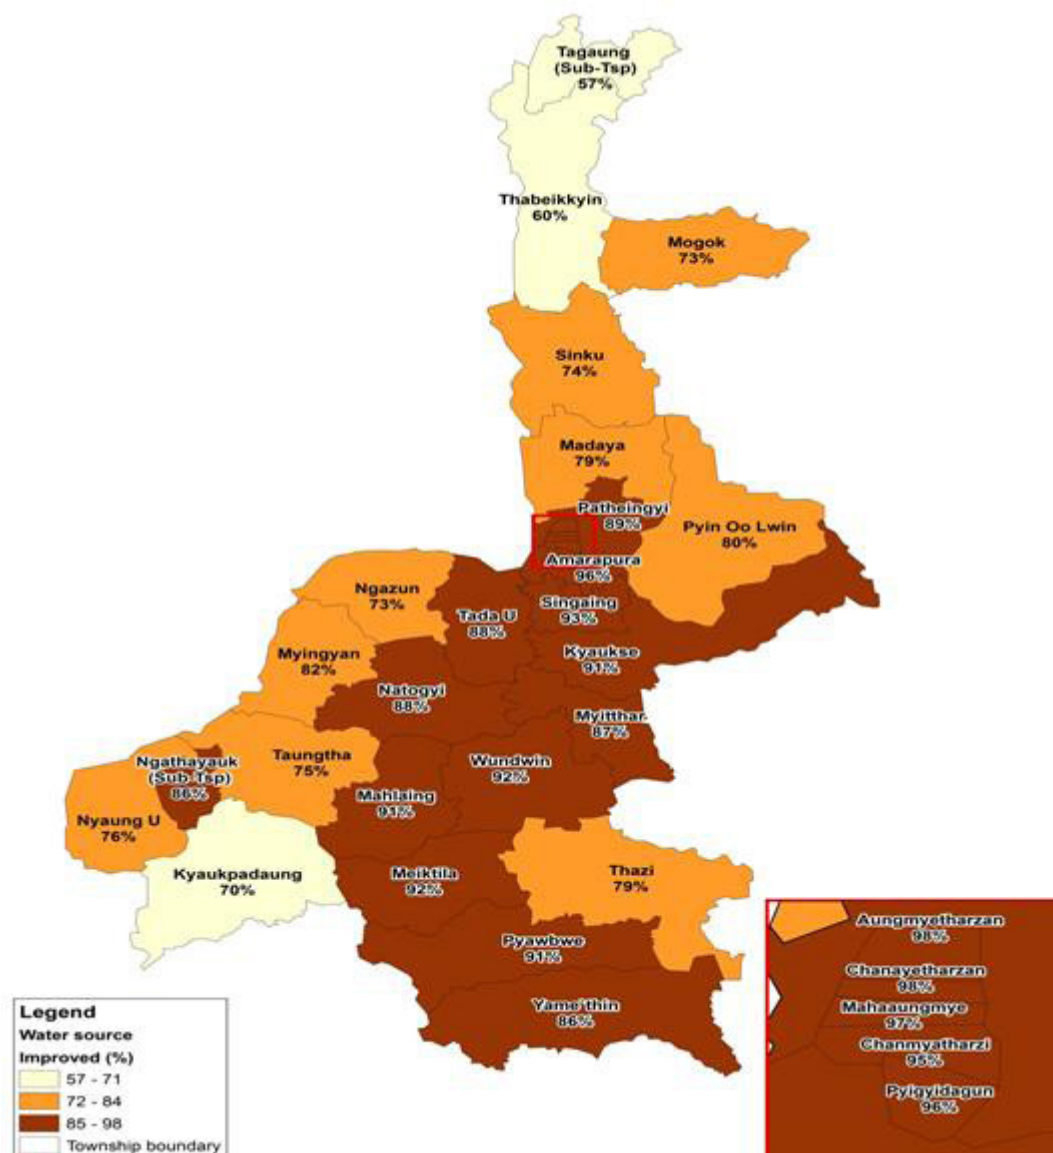 Tagaung
(Sub-Tsp)
57%
Thabeikkyin
60%
Mogok
73%
Sinku
74%
Madaya
79%
Patheingyi
89%
Pyin Oo Lwin
80%
Amarapura
96%
Ngazun
73%
Tada U
88%
Singaing
93%
Myingyan
82%
Kyaukse
91%
Natogyi
88%
Myitthar
87%
Taungtha
75%
Ngathayauk
(Sub-Tsp)
86%
Wundwin
92%
Mahlaing
91%
Nyaung U
76%
Kyaukpadaung
70%
Meiktila
92%
Thazi
79%
Pyawbwe
91%
Yame'thin
86%
Aungmyetharzan
98%
Chanayetharzan
98%
Mahaaungmye
97%
Chanmyatharzi
95%
Pyigyidagun
96%
Legend
Water source
Improved (%)
57 - 71
72 - 84
85 - 98
Township boundary